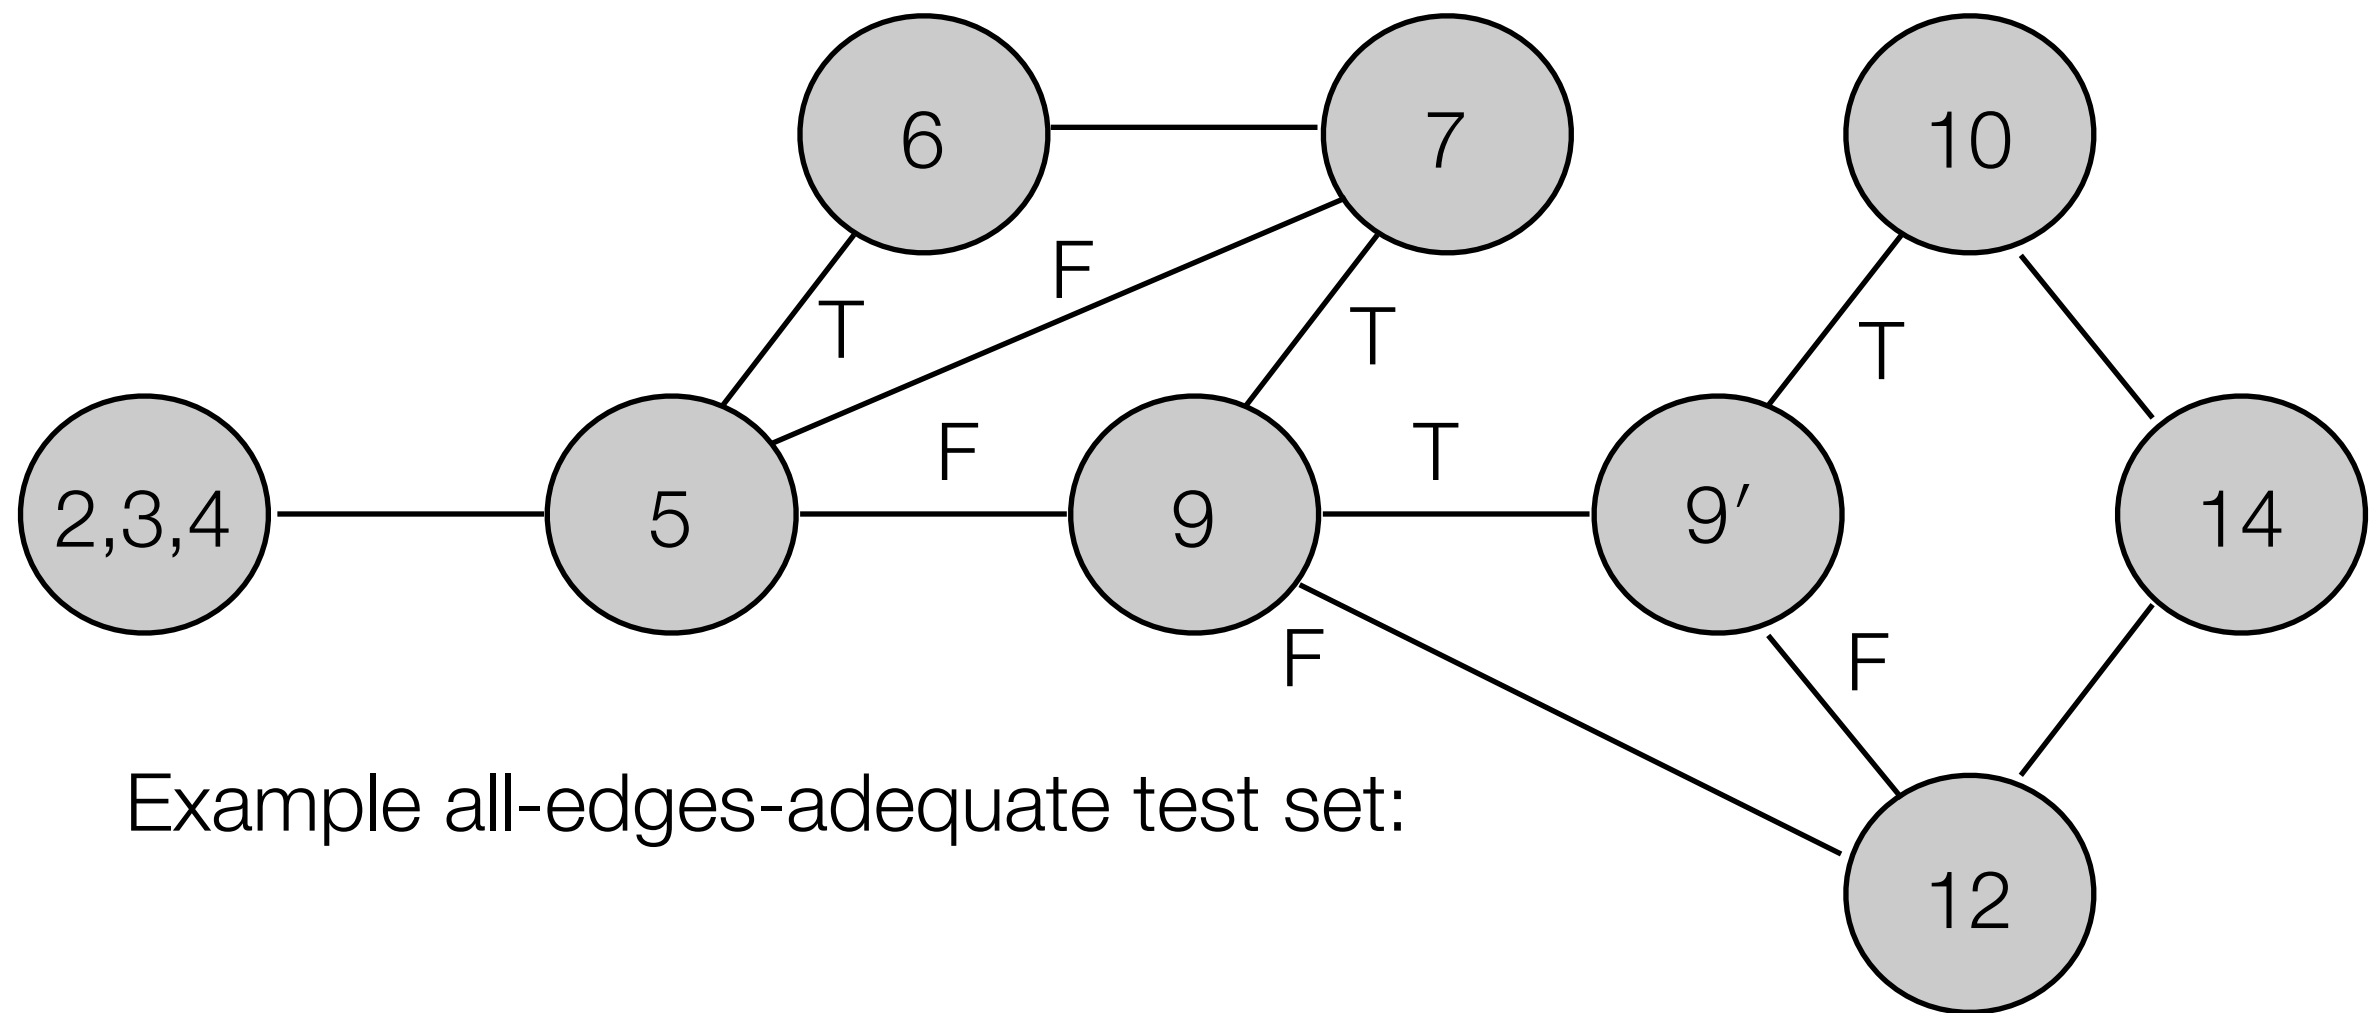 6
7
10
F
T
T
T
2,3,4
5
F
9
T
9′
14
F
F
Example all-edges-adequate test set:
12